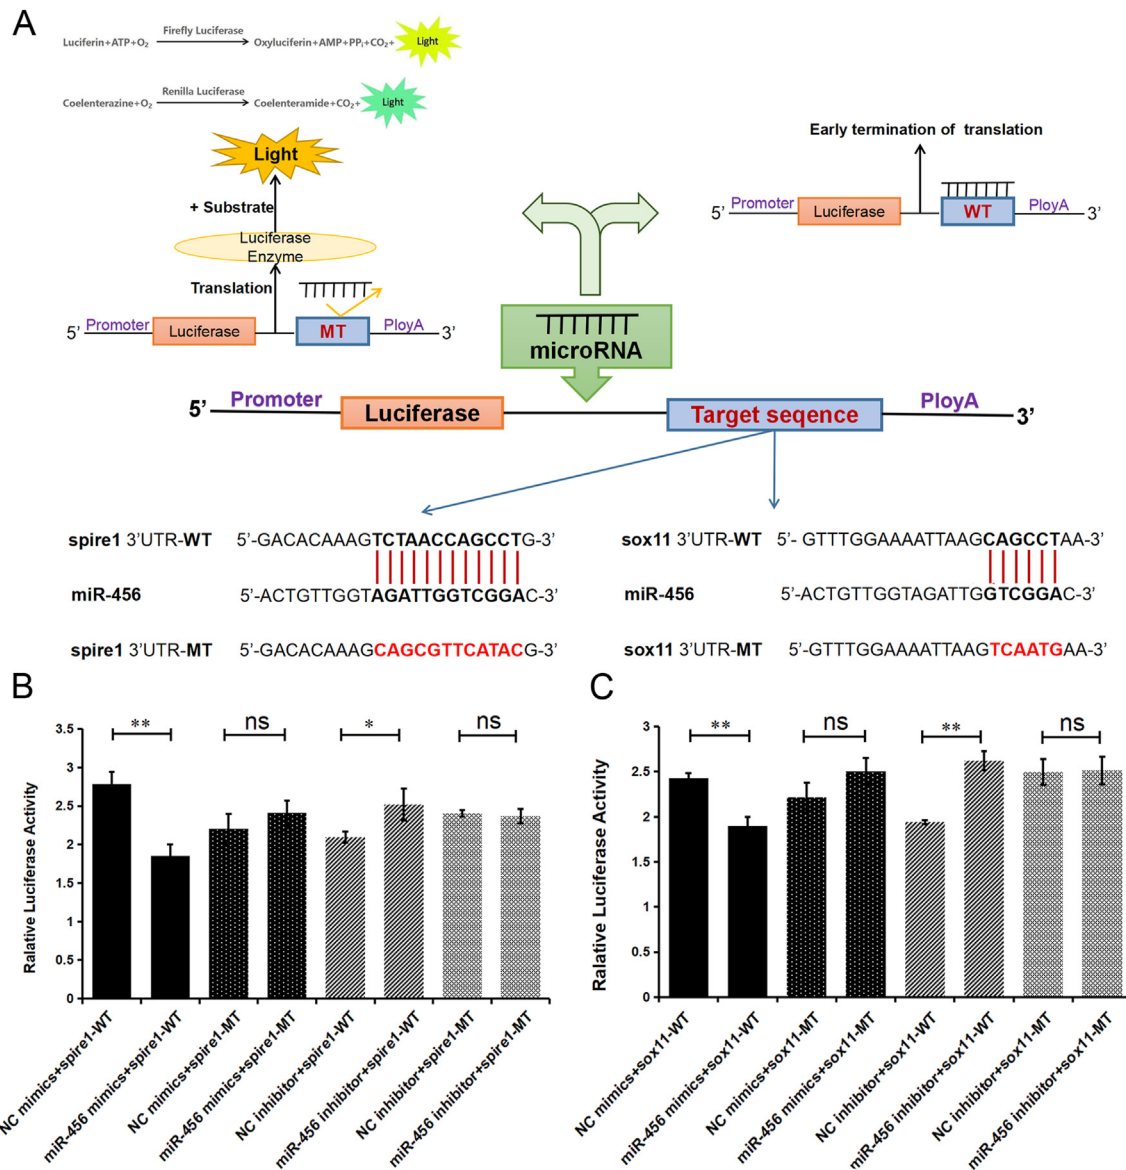 A
Luciferin+ATP+O₂ Firefly Luciferase Oxyluciferin+AMP+PPᵢ+CO₂+ Light
Coelenterazine+O₂ Renilla Luciferase Coelenteramide+CO₂+ Light
Light
+ Substrate
Luciferase
Enzyme
Translation
5' Promoter Luciferase MT PloyA 3'
Early termination of translation
5' Promoter Luciferase WT PloyA 3'
microRNA
5' Promoter Luciferase Target seqence PloyA 3'
spire1 3'UTR-WT 5'-GACACAAAGTCTAACCAGCCTG-3'
miR-456 5'-ACTGTTGGTAGATTGGTCGGAC-3'
spire1 3'UTR-MT 5'-GACACAAAGCAGCGTTCATACG-3'
sox11 3'UTR-WT 5'- GTTTGGAAAATTAAGCAGCCTAA-3'
miR-456 5'-ACTGTTGGTAGATTGGTCGGAC-3'
sox11 3'UTR-MT 5'-GTTTGGAAAATTAAGTCAATGAA-3'
B
Ralative Luciferase Activity
3.5
3
2.5
2
1.5
1
0.5
0
** ns * ns
NC mimics+spire1-WT
miR-456 mimics+spire1-WT
NC mimics+spire1-MT
miR-456 mimics+spire1-MT
NC inhibitor+spire1-WT
miR-456 inhibitor+spire1-WT
NC inhibitor+spire1-MT
miR-456 inhibitor+spire1-MT
C
Ralative Luciferase Activity
3
2.5
2
1.5
1
0.5
0
** ns ** ns
NC mimics+sox11-WT
miR-456 mimics+sox11-WT
NC mimics+sox11-MT
miR-456 mimics+sox11-MT
NC inhibitor+sox11-WT
miR-456 inhibitor+sox11-WT
NC inhibitor+sox11-MT
miR-456 inhibitor+sox11-MT